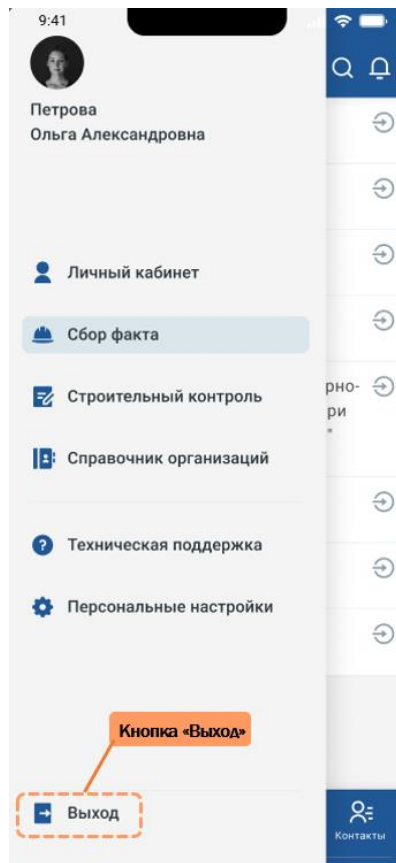 9:41
Петрова
Ольга Александровна
Личный кабинет
Сбор факта
Строительный контроль
рно-
ри
"
Справочник организаций
Техническая поддержка
Персональные настройки
Кнопка «Выход»
Выход
Контакты